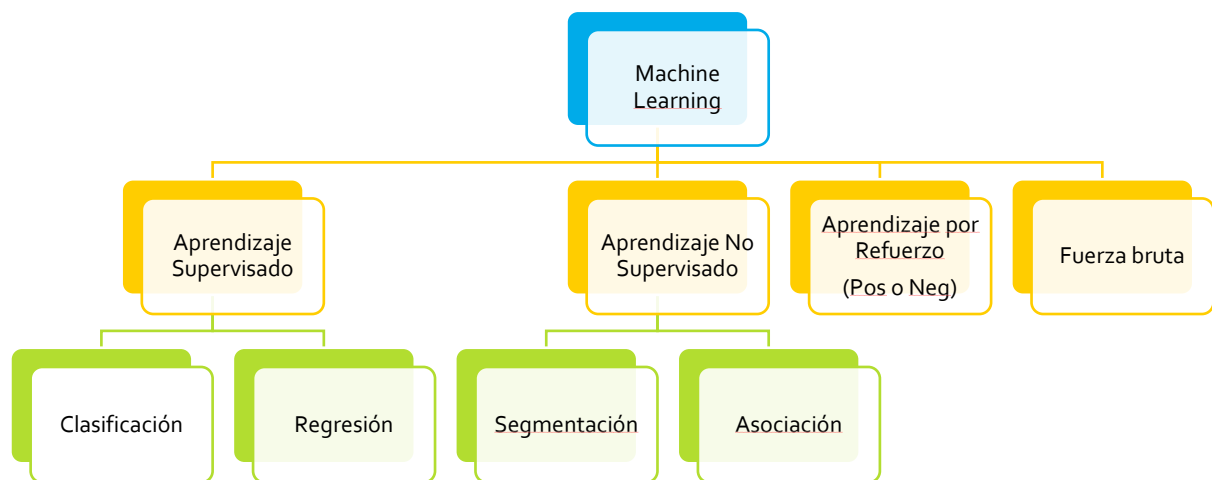 Machine
Learning
Aprendizaje
Supervisado
Aprendizaje No
Supervisado
Aprendizaje por
Refuerzo
(Pos o Neg)
Fuerza bruta
Clasificación
Regresión
Segmentación
Asociación